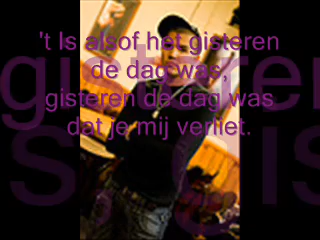 't Is alsof het gisteren
de dag was,
gisteren de dag was
dat je mij verliet.